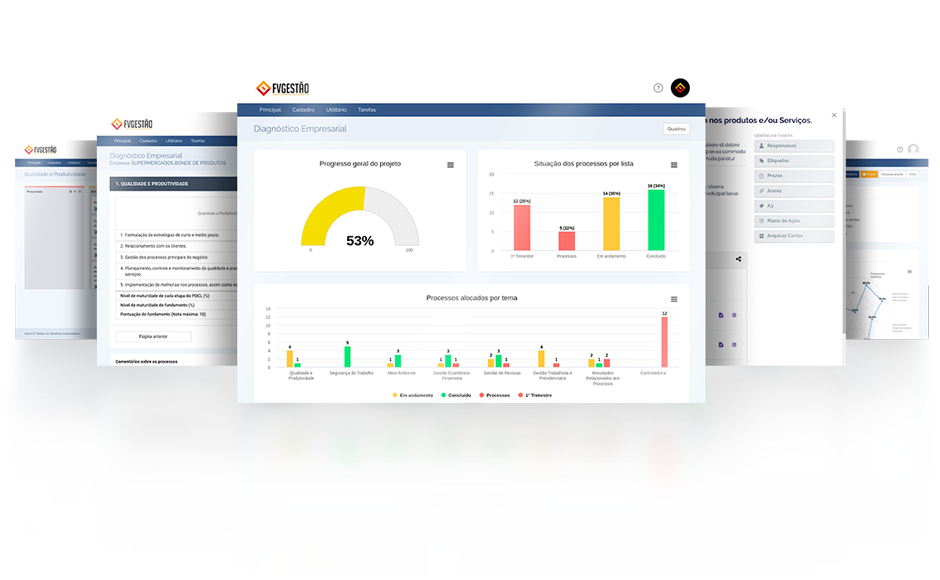 FVGESTÃO
Principal Cadastro Utilitário Tarefas
Diagnóstico Empresarial
Quadros
Progresso geral do projeto
53%
0 100
Situação dos processos por lista
20
15
10
5
0
12 (26%)
5 (11%)
14 (30%)
16 (34%)
1º Trimestre Processos Em andamento Concluído
Processos alocados por tema
14
12
10
8
6
4
2
0
4 1 5 1 3 1 3 1 2 3 1 4 1 2 1 2 12
Qualidade e Produtividade
Segurança do Trabalho
Meio Ambiente
Gestão Econômico Financeira
Gestão de Pessoas
Gestão Trabalhista e Previdenciária
Resultados Relacionados aos Processos
Controladoria
Em andamento Concluído Processos 1º Trimestre
FVGESTÃO
Principal Cadastro Utilitário Tarefas
Diagnóstico Empresarial
Empresa: SUPERMERCADOS BONDE DE PRODUTOS.
1. QUALIDADE E PRODUTIVIDADE
1. Formulação de estratégias de curto e médio prazo.
2. Relacionamento com os clientes.
3. Gestão dos processos principais do negócio
4. Planejamento, controle e monitoramento da qualidade e
serviços.
5. Implementação de melhorias nos processos, assim como
Nível de maturidade de cada etapa do PDCL (%)
Nível de maturidade do fundamento (%)
Pontuação do fundamento (Nota máxima: 10)
Página anterior
Comentários sobre os processos
FVGESTÃO
Qualidade e Produtividade
nos produtos e/ou Serviços.
GERENCIAR TAREFA
Responsável
Etiquetas
Prazos
Anexo
A3
Plano de Ação
Arquivar Cartão